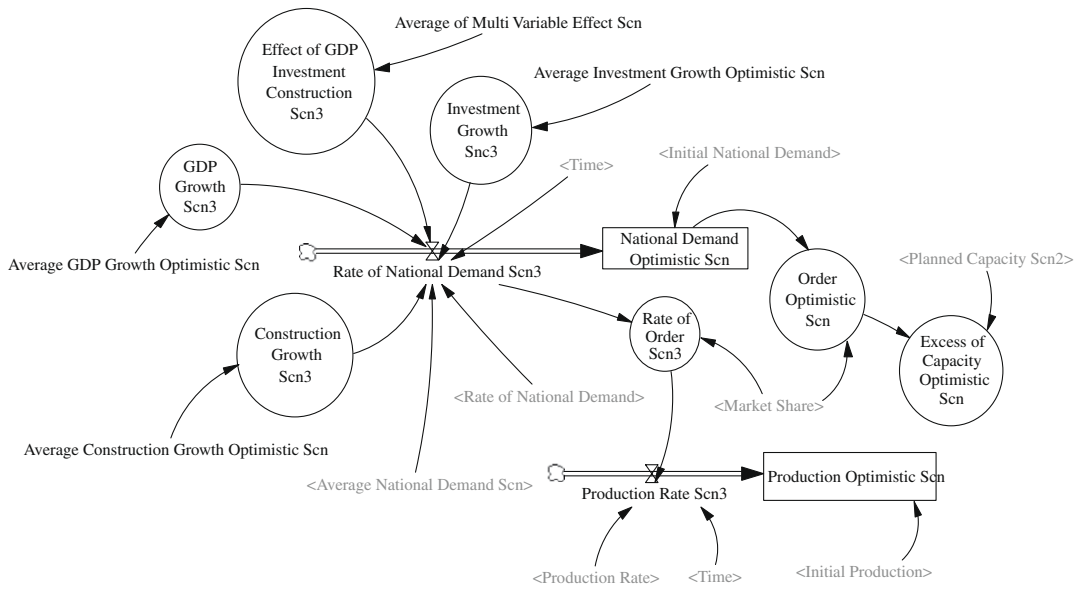 Average of Multi Variable Effect Scn
Effect of GDP
Investment
Construction
Scn3
Average Investment Growth Optimistic Scn
Investment
Growth
Snc3
<Time>
<Initial National Demand>
GDP
Growth
Scn3
Average GDP Growth Optimistic Scn
Rate of National Demand Scn3
National Demand
Optimistic Scn
<Planned Capacity Scn2>
Order
Optimistic
Scn
Construction
Growth
Scn3
Rate of
Order
Scn3
Excess of
Capacity
Optimistic
Scn
<Rate of National Demand>
<Market Share>
Average Construction Growth Optimistic Scn
<Average National Demand Scn>
Production Rate Scn3
Production Optimistic Scn
<Production Rate>
<Time>
<Initial Production>